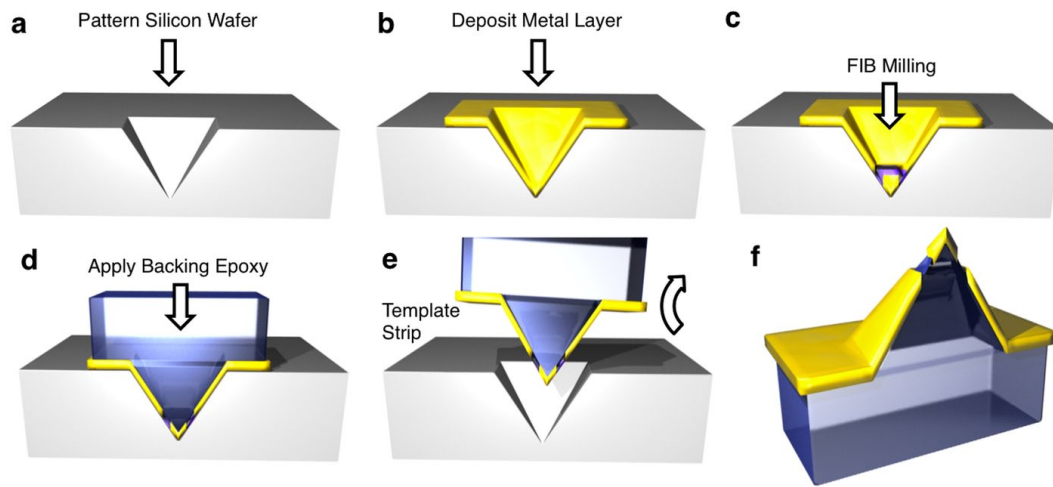 a
Pattern Silicon Wafer
b
Deposit Metal Layer
c
FIB Milling
d
Apply Backing Epoxy
e
Template
Strip
f